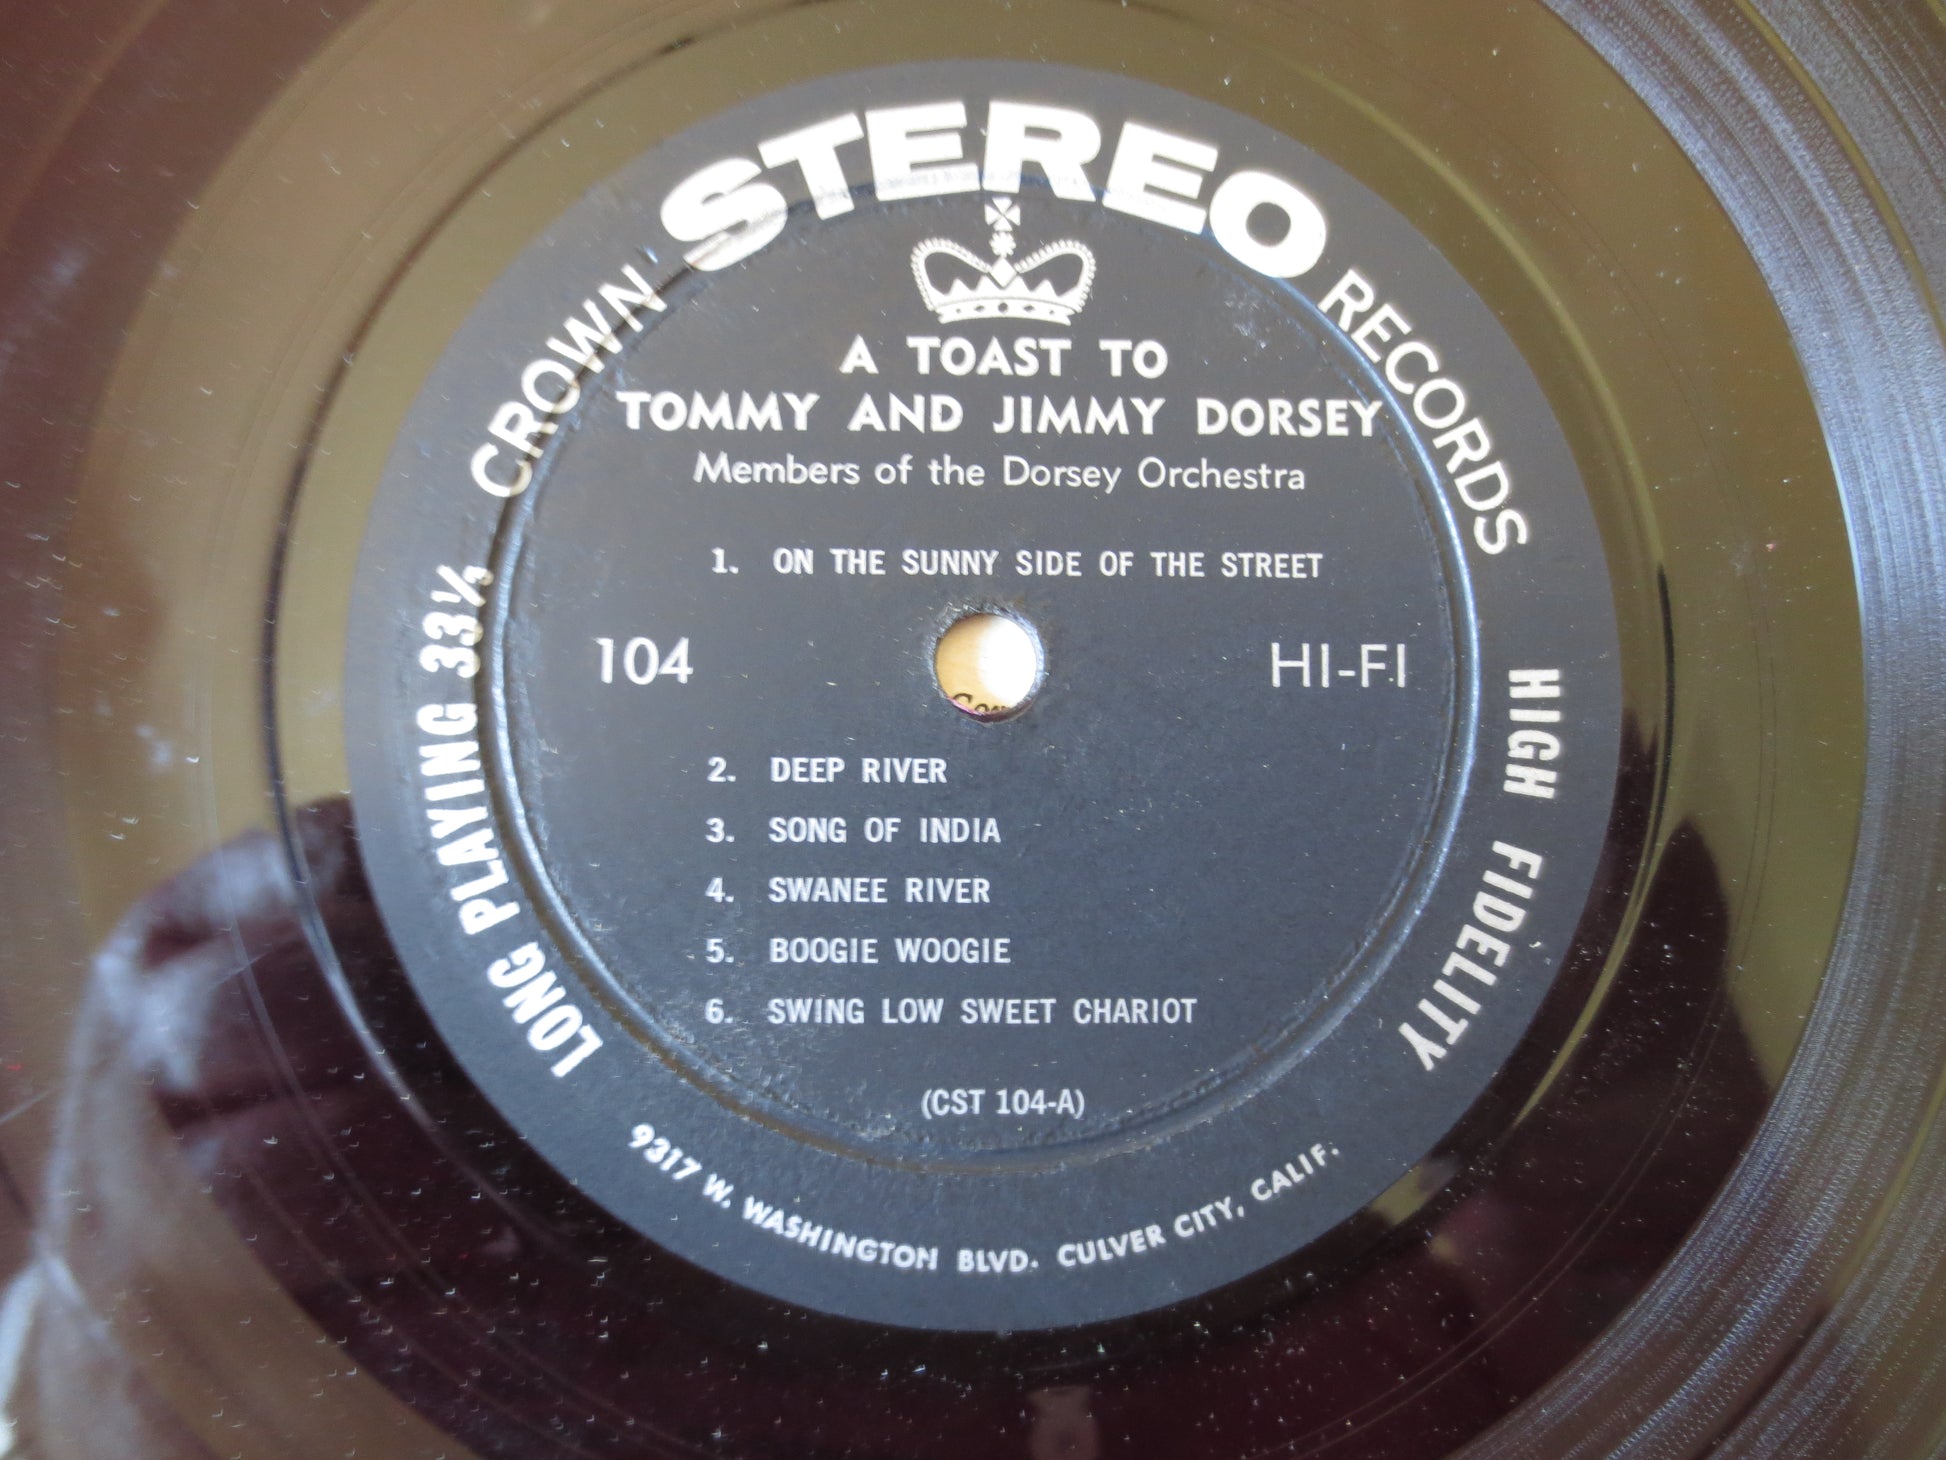 CROWN STEREO RECORDS
A TOAST TO
TOMMY AND JIMMY DORSEY
Members of the Dorsey Orchestra
1. ON THE SUNNY SIDE OF THE STREET
104 HI-FI
2. DEEP RIVER
3. SONG OF INDIA
4. SWANEE RIVER
5. BOOGIE WOOGIE
6. SWING LOW SWEET CHARIOT
(CST 104-A)
LONG PLAYING 33⅓
HIGH FIDELITY
9317 W. WASHINGTON BLVD. CULVER CITY, CALIF.